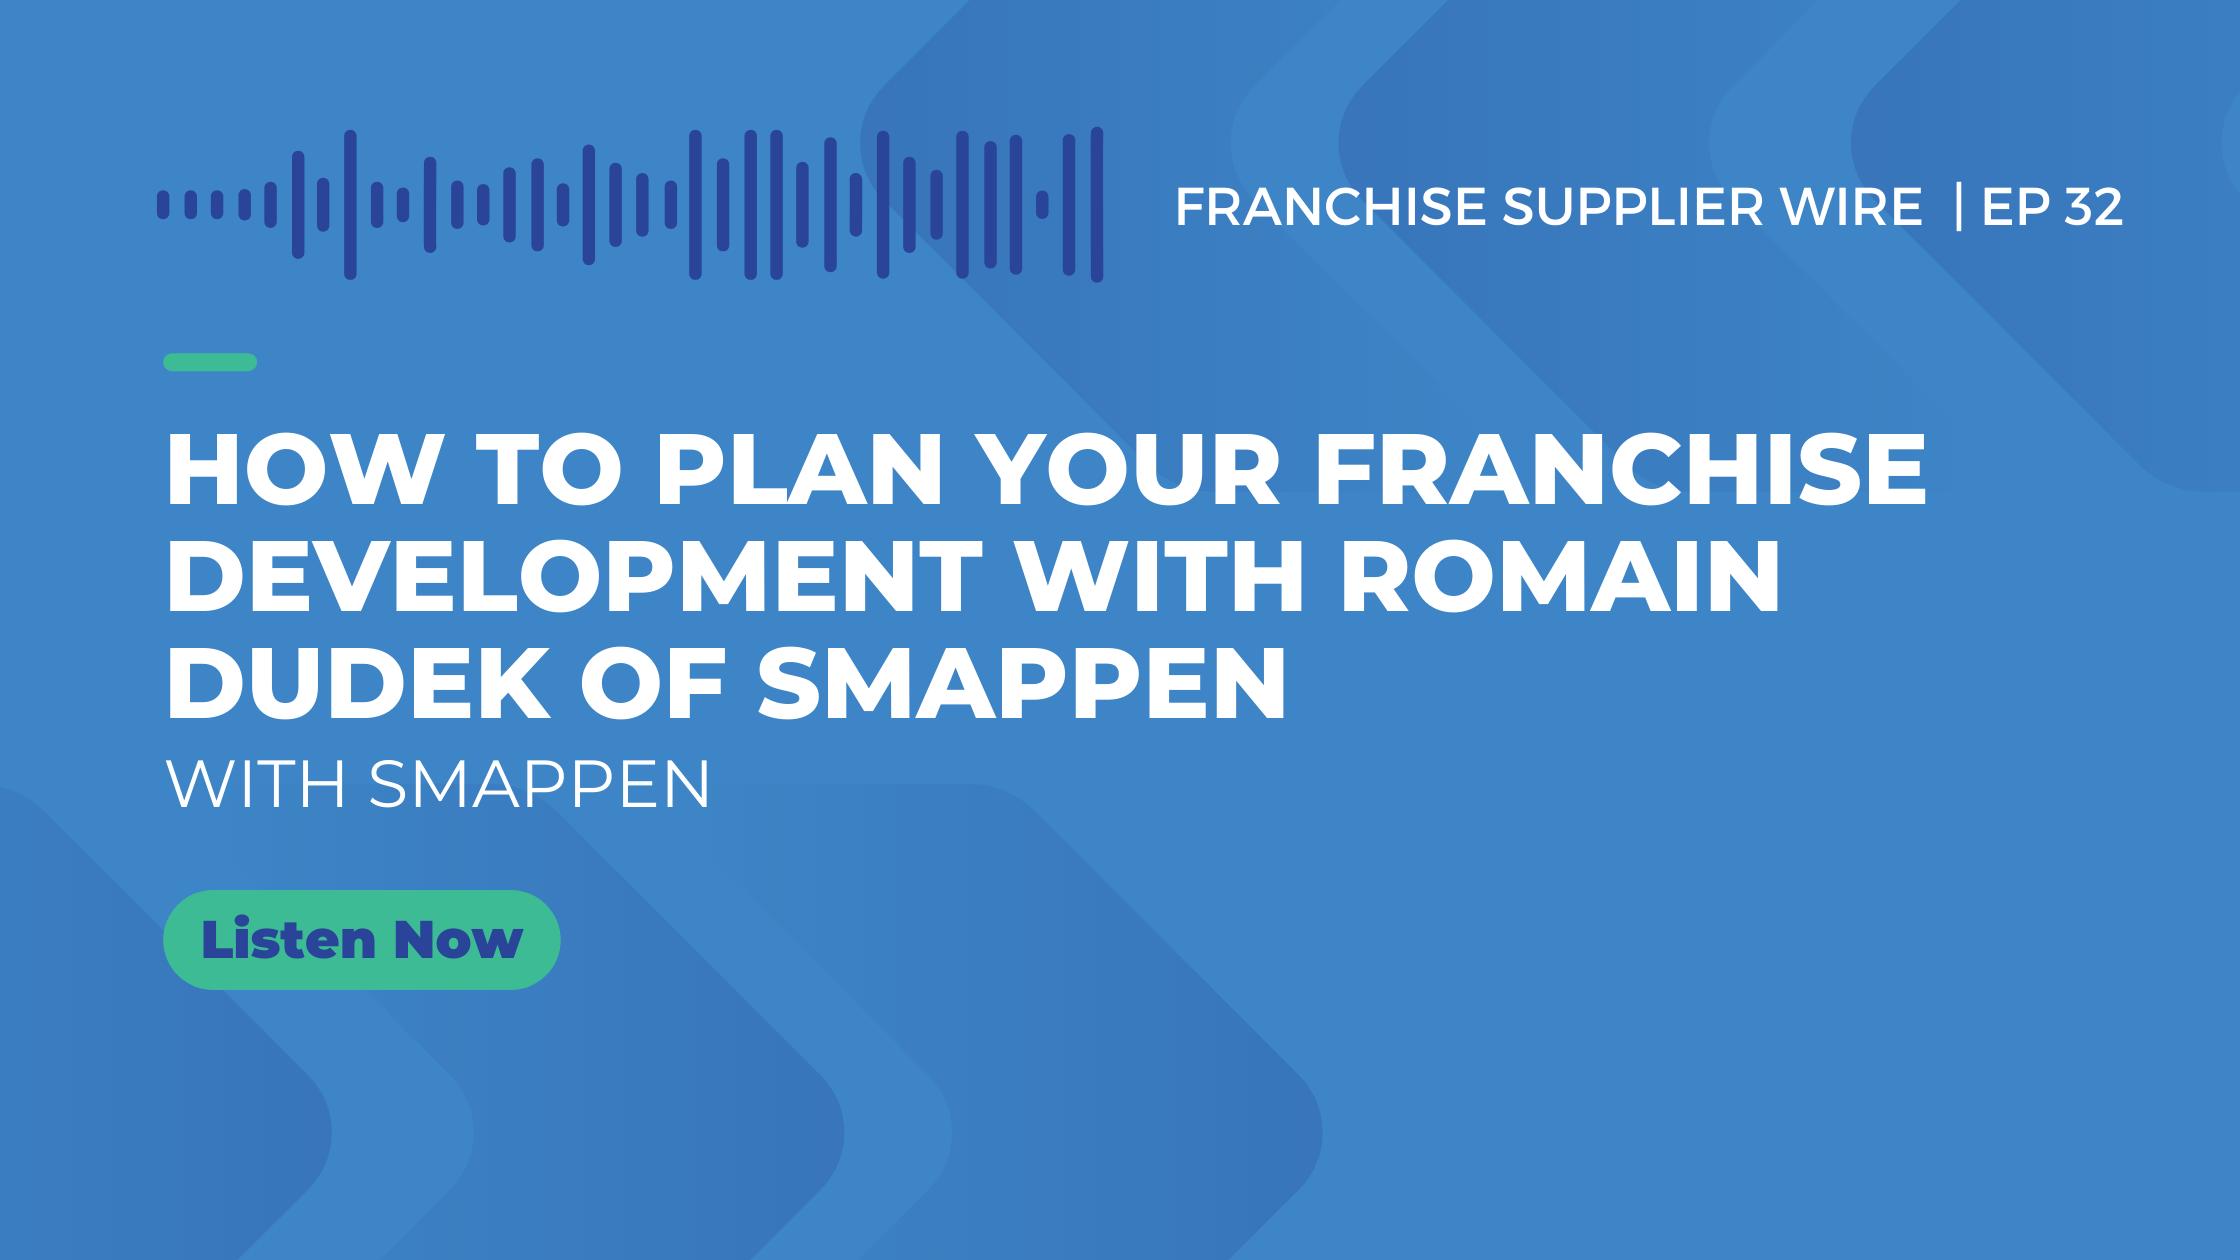 FRANCHISE SUPPLIER WIRE | EP 32
HOW TO PLAN YOUR FRANCHISE
DEVELOPMENT WITH ROMAIN
DUDEK OF SMAPPEN
WITH SMAPPEN
Listen Now